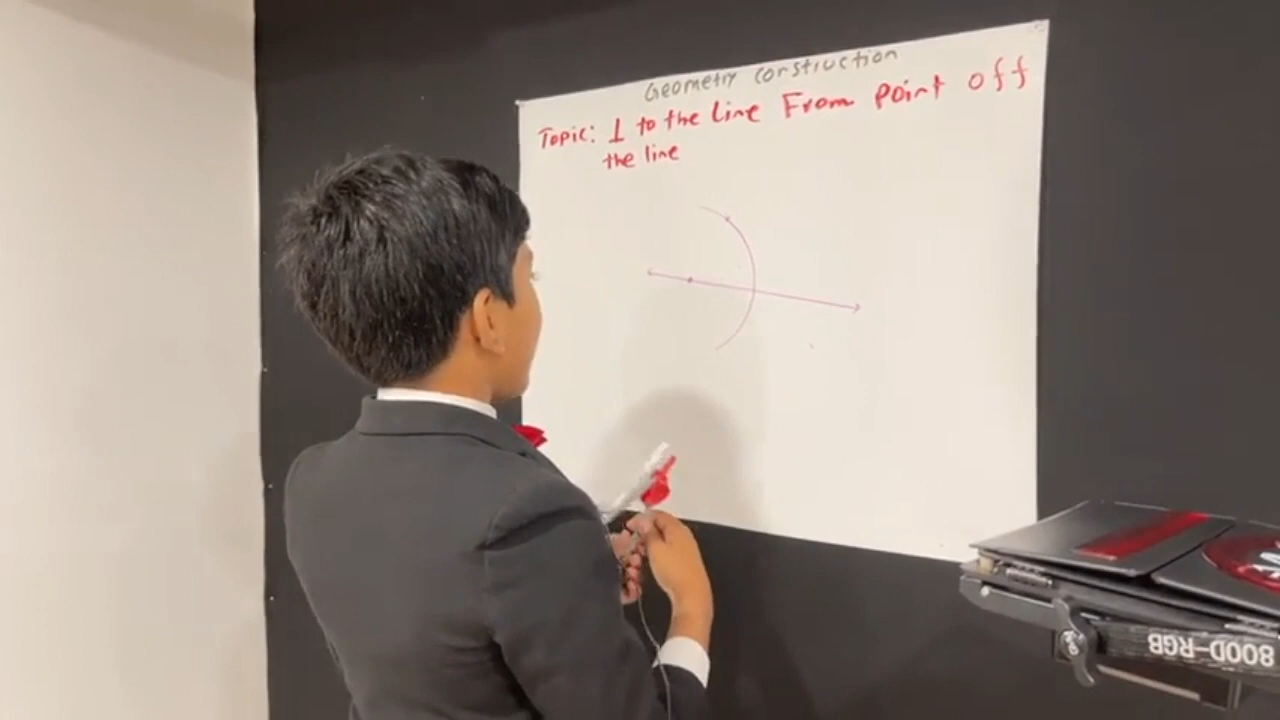 Geometry construction
Topic: ⊥ to the line From point off
the line
800D-RGB